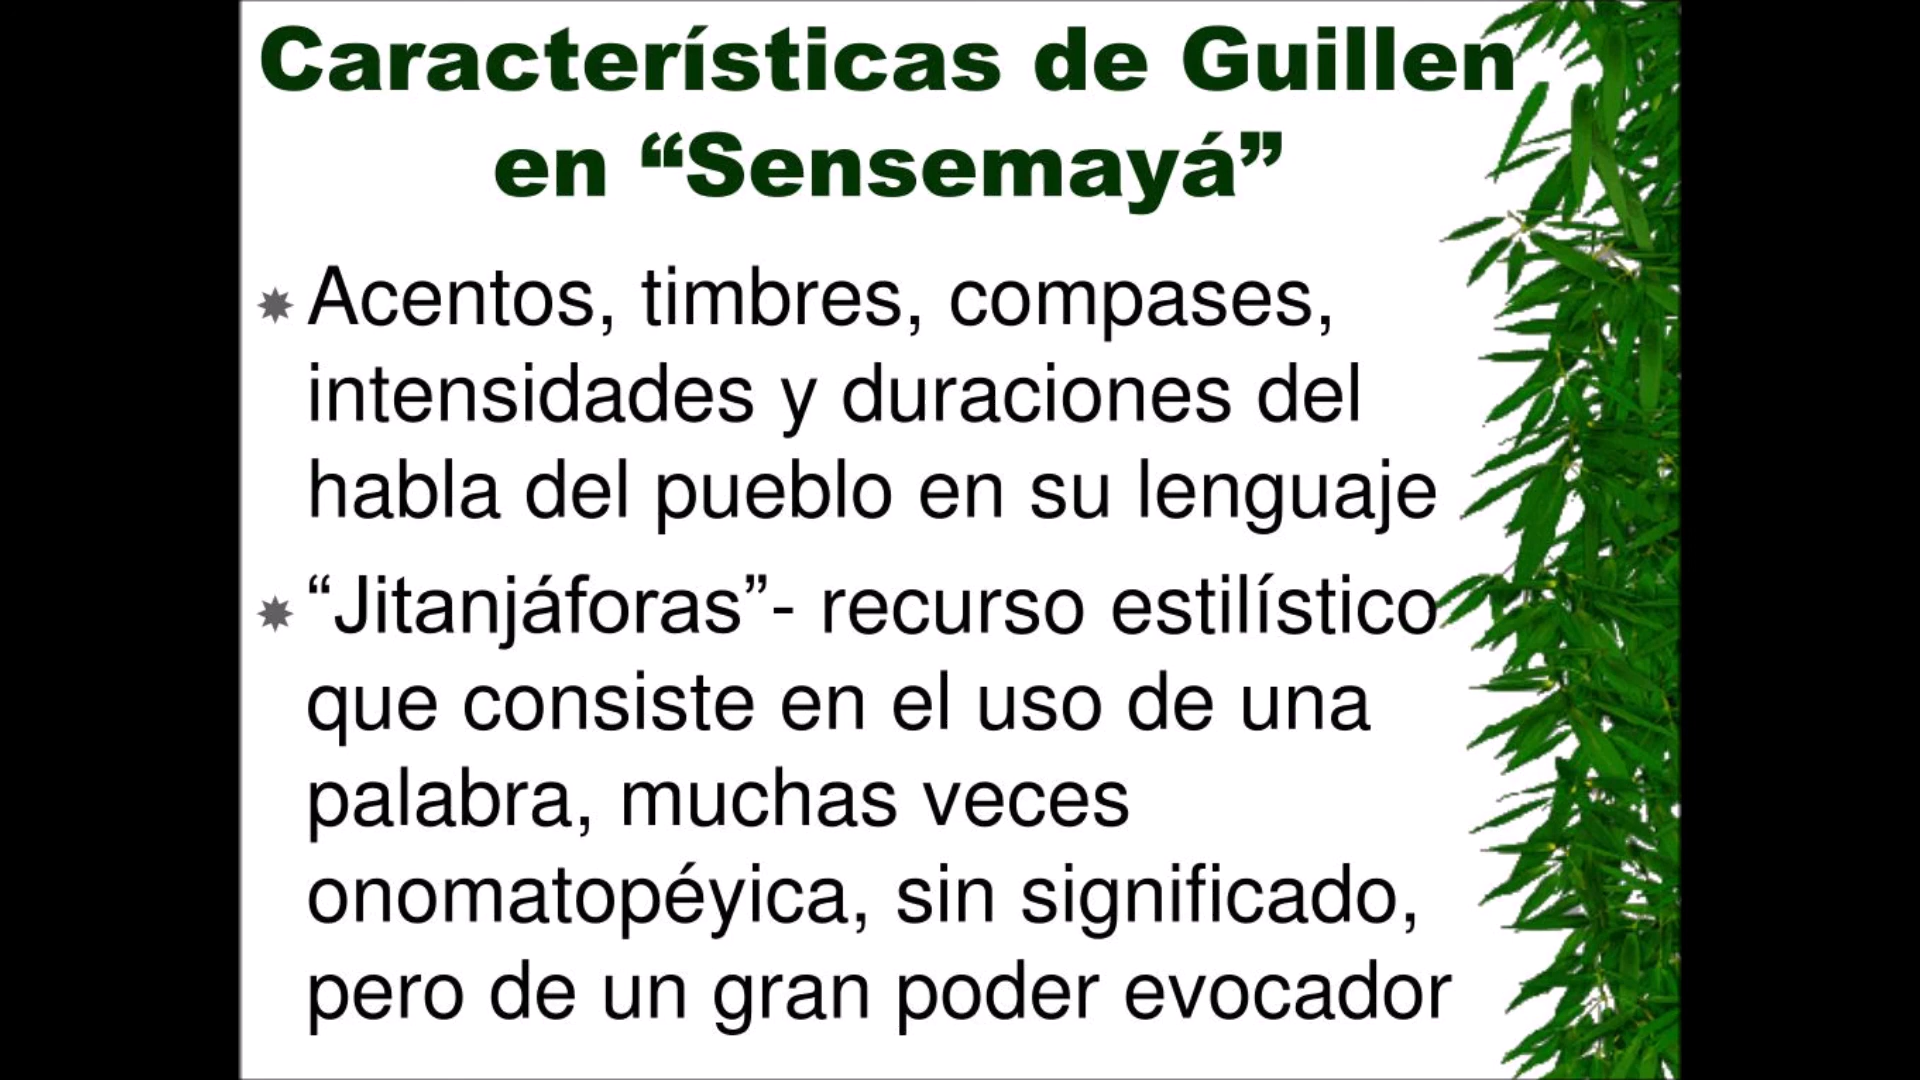 Características de Guillen
en “Sensemayá”
Acentos, timbres, compases,
intensidades y duraciones del
habla del pueblo en su lenguaje
“Jitanjáforas”- recurso estilístico
que consiste en el uso de una
palabra, muchas veces
onomatopéyica, sin significado,
pero de un gran poder evocador